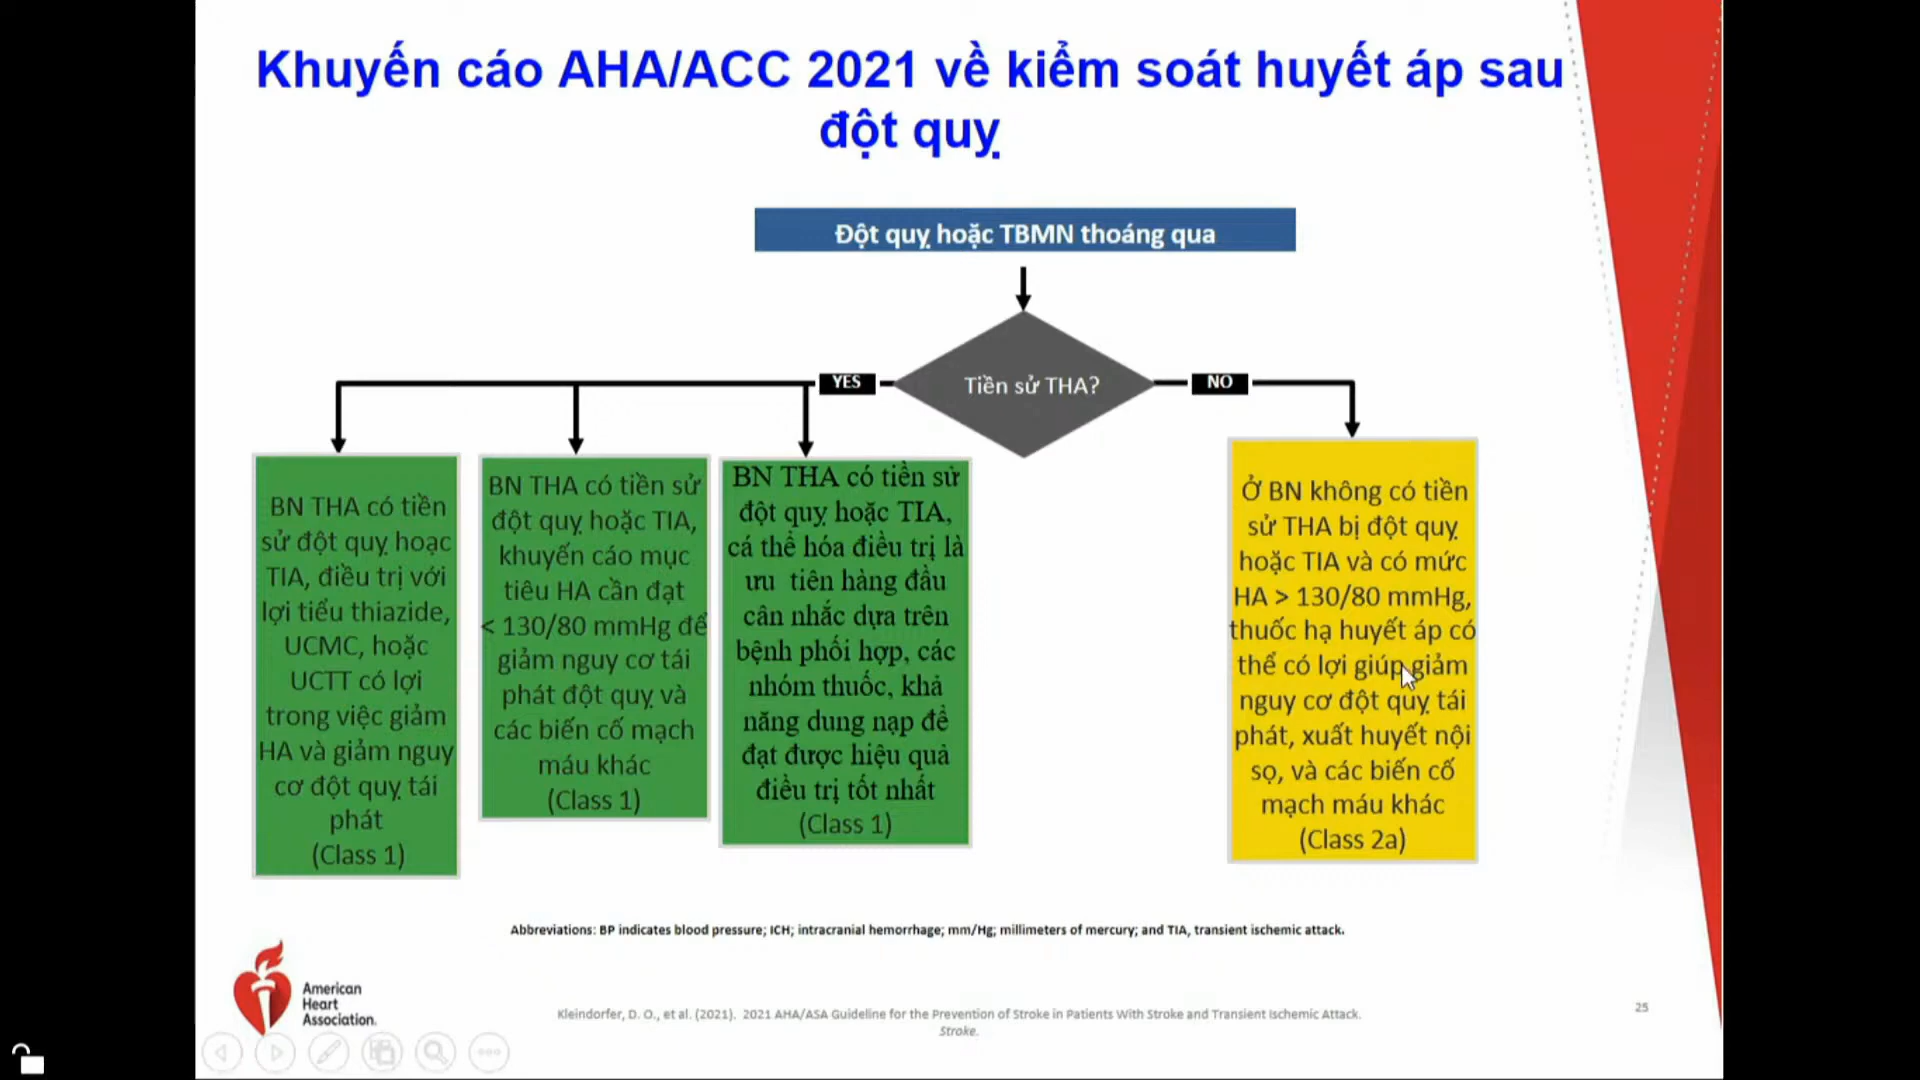 Khuyến cáo AHA/ACC 2021 về kiểm soát huyết áp sau
đột quỵ
Đột quỵ hoặc TBMN thoáng qua
Tiền sử THA?
YES
NO
BN THA có tiền
sử đột quỵ hoạc
TIA, điều trị với
lợi tiểu thiazide,
UCMC, hoặc
UCTT có lợi
trong việc giảm
HA và giảm nguy
cơ đột quỵ tái
phát
(Class 1)
BN THA có tiền sử
đột quỵ hoặc TIA,
khuyến cáo mục
tiêu HA cần đạt
< 130/80 mmHg để
giảm nguy cơ tái
phát đột quỵ và
các biến cố mạch
máu khác
(Class 1)
BN THA có tiền sử
đột quỵ hoặc TIA,
cá thể hóa điều trị là
ưu tiên hàng đầu
cân nhắc dựa trên
bệnh phối hợp, các
nhóm thuốc, khả
năng dung nạp để
đạt được hiệu quả
điều trị tốt nhất
(Class 1)
Ở BN không có tiền
sử THA bị đột quỵ
hoặc TIA và có mức
HA > 130/80 mmHg,
thuốc hạ huyết áp có
thể có lợi giúp giảm
nguy cơ đột quỵ tái
phát, xuất huyết nội
sọ, và các biến cố
mạch máu khác
(Class 2a)
Abbreviations: BP indicates blood pressure; ICH; intracranial hemorrhage; mm/Hg; millimeters of mercury; and TIA, transient ischemic attack.
American
Heart
Association.
Kleindorfer, D. O., et al. (2021). 2021 AHA/ASA Guideline for the Prevention of Stroke in Patients With Stroke and Transient Ischemic Attack.
Stroke.
25